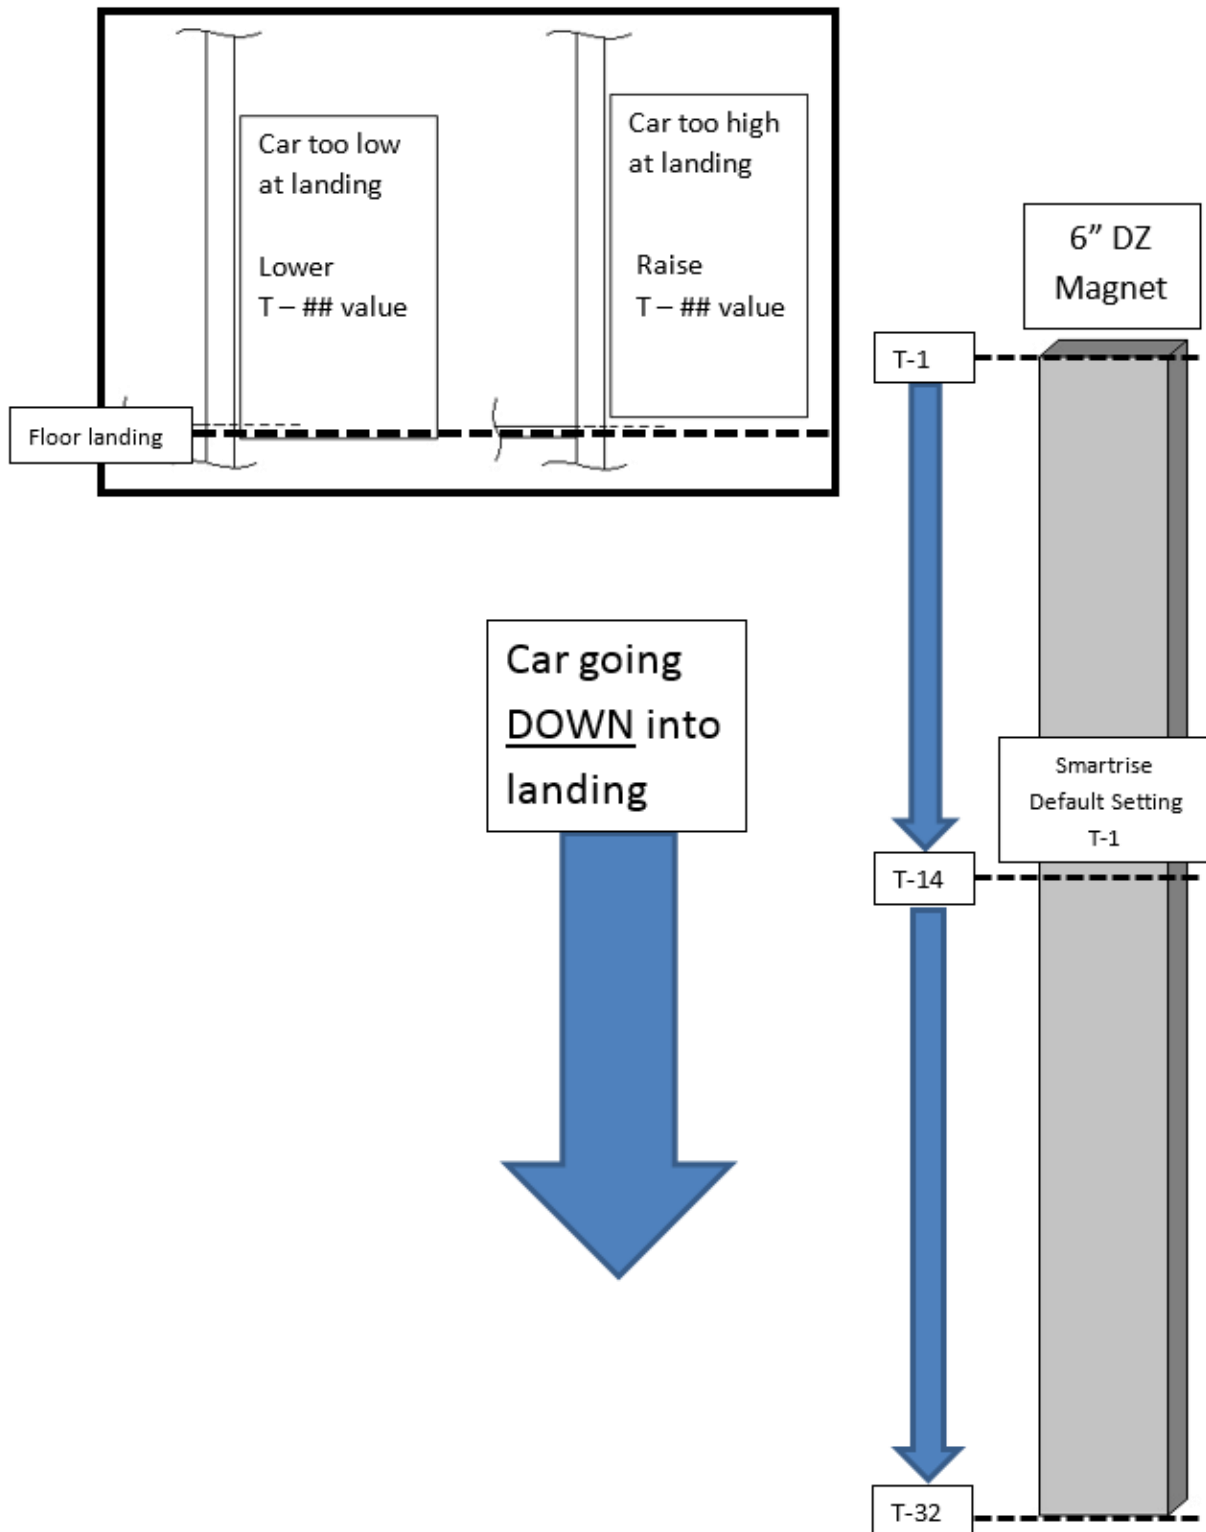 Car too low
at landing
Lower
T – ## value
Car too high
at landing
Raise
T – ## value
Floor landing
6” DZ
Magnet
T-1
Car going
DOWN into
landing
Smartrise
Default Setting
T-1
T-14
T-32